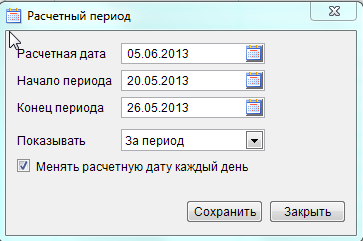 Расчетный период
Расчетная дата 05.06.2013
Начало периода 20.05.2013
Конец периода 26.05.2013
Показывать За период
Менять расчетную дату каждый день
Сохранить Закрыть